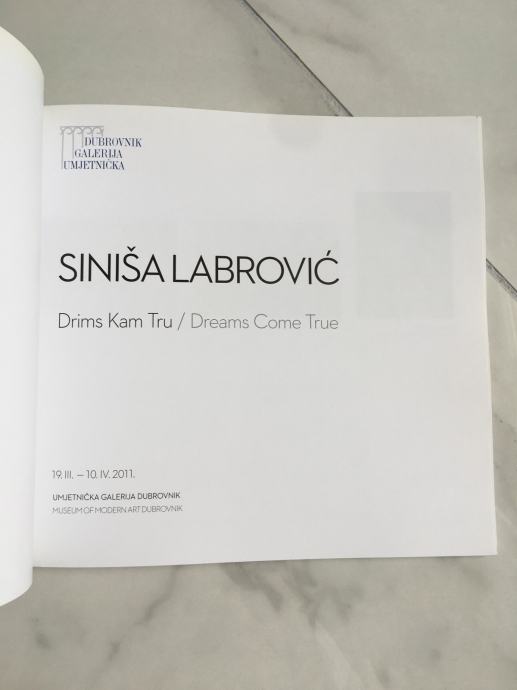 DUBROVNIK
GALERIJA
UMJETNIČKA
SINIŠA LABROVIĆ
Drims Kam Tru / Dreams Come True
19. III. – 10. IV. 2011.
UMJETNIČKA GALERIJA DUBROVNIK
MUSEUM OF MODERN ART DUBROVNIK